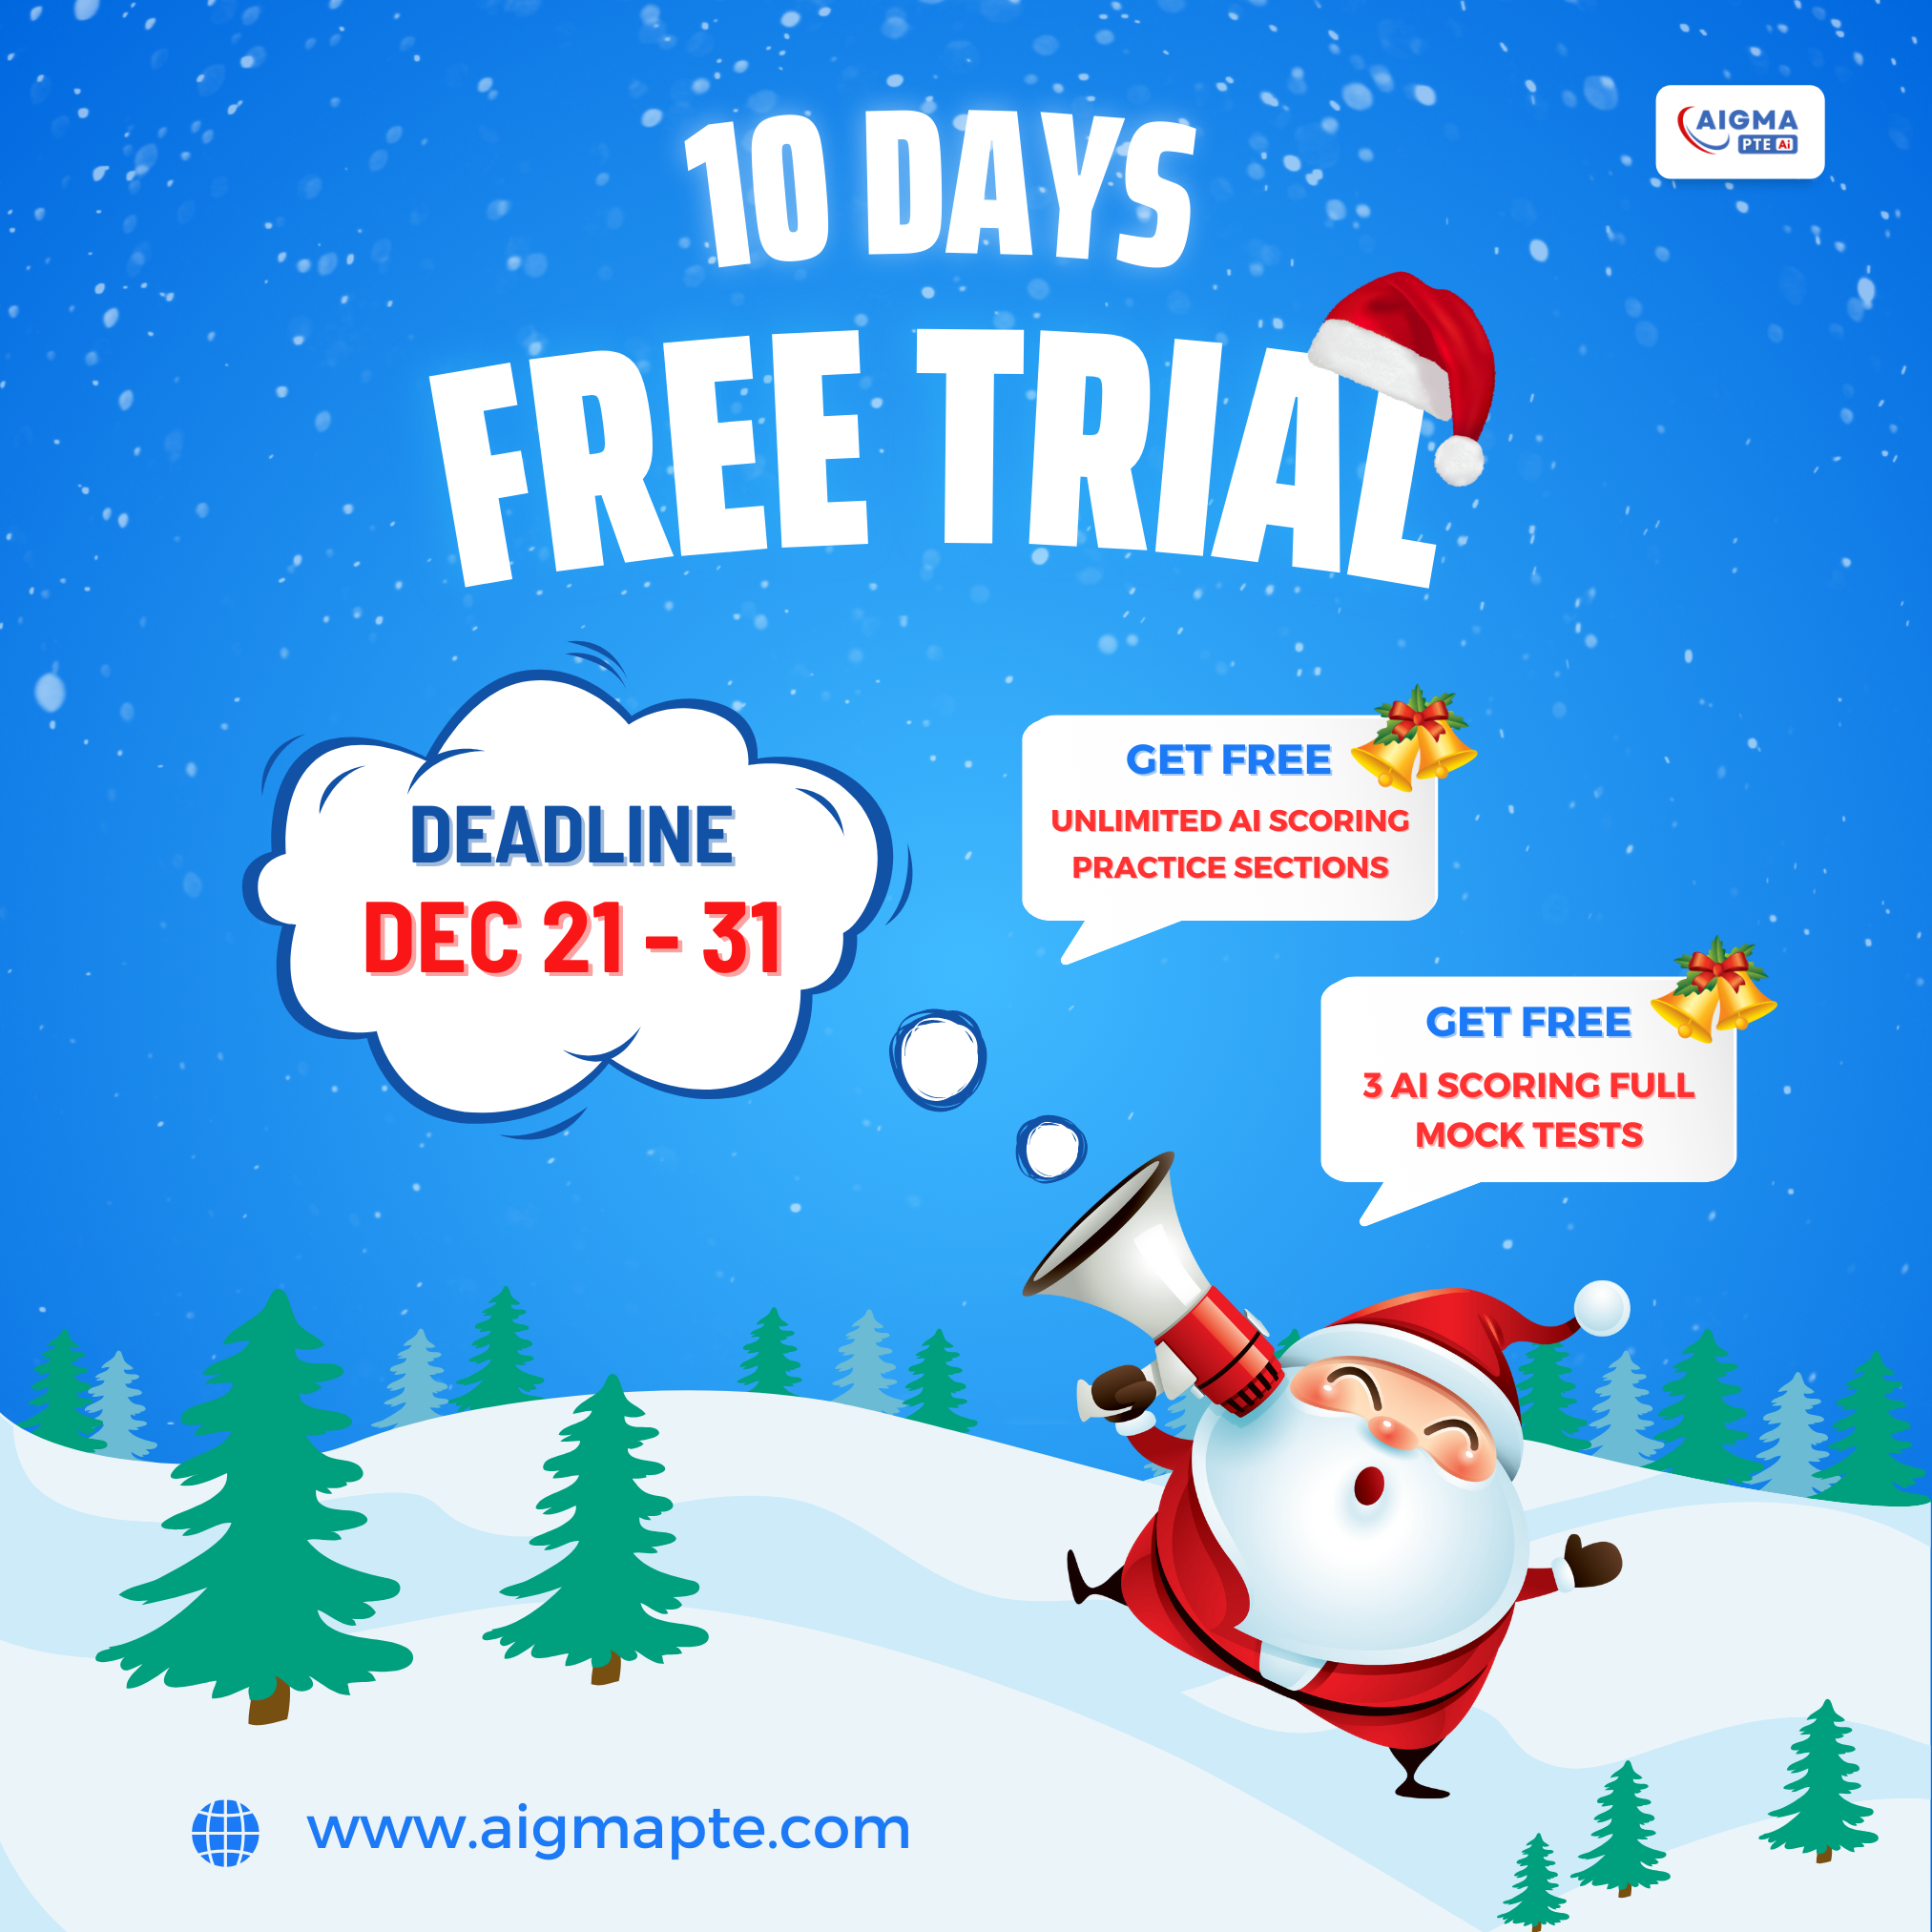 AIGMA
PTE Ai
10 DAYS
FREE TRIAL
DEADLINE
DEC 21 - 31
GET FREE
UNLIMITED AI SCORING
PRACTICE SECTIONS
GET FREE
3 AI SCORING FULL
MOCK TESTS
www.aigmapte.com